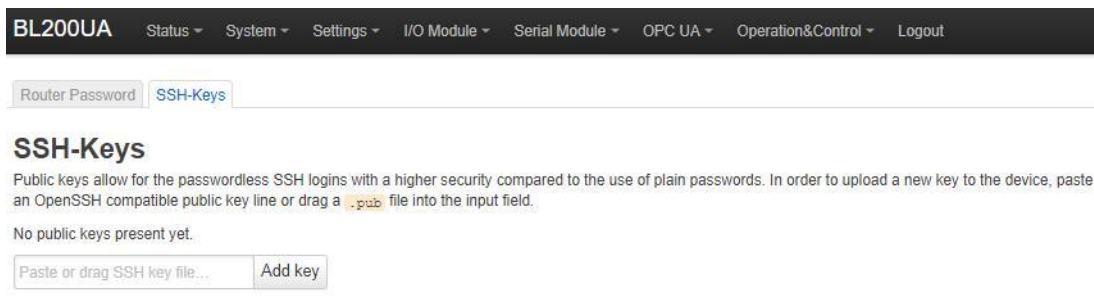 BL200UA Status System Settings I/O Module Serial Module OPC UA Operation&Control Logout
Router Password SSH-Keys
SSH-Keys
Public keys allow for the passwordless SSH logins with a higher security compared to the use of plain passwords. In order to upload a new key to the device, paste
an OpenSSH compatible public key line or drag a .pub file into the input field.
No public keys present yet.
Paste or drag SSH key file... Add key